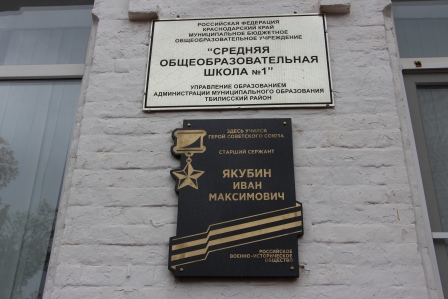 РОССИЙСКАЯ ФЕДЕРАЦИЯ
КРАСНОДАРСКИЙ КРАЙ
МУНИЦИПАЛЬНОЕ БЮДЖЕТНОЕ
ОБЩЕОБРАЗОВАТЕЛЬНОЕ УЧРЕЖДЕНИЕ
"СРЕДНЯЯ
ОБЩЕОБРАЗОВАТЕЛЬНАЯ
ШКОЛА №1"
УПРАВЛЕНИЕ ОБРАЗОВАНИЕМ
АДМИНИСТРАЦИИ МУНИЦИПАЛЬНОГО ОБРАЗОВАНИЯ
ТБИЛИССКИЙ РАЙОН
ЗДЕСЬ УЧИЛСЯ
ГЕРОЙ СОВЕТСКОГО СОЮЗА
СТАРШИЙ СЕРЖАНТ
ЯКУБИН
ИВАН
МАКСИМОВИЧ
РОССИЙСКОЕ
ВОЕННО-ИСТОРИЧЕСКОЕ
ОБЩЕСТВО